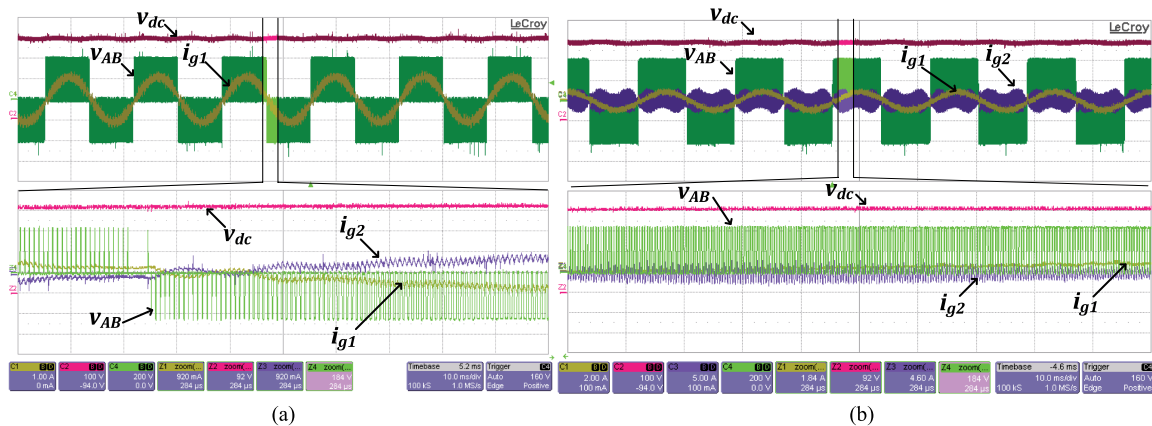 LeCroy
v_dc
v_AB
i_g1
v_dc
i_g2
v_AB
i_g1
C1 B D C2 B D C4 B D Z1 zoom(... Z2 zoom(... Z3 zoom(... Z4 zoom(... Timebase 5.2 ms Trigger C4
1.00 A 100 V 200 V 920 mA 92 V 920 mA 184 V 10.0 ms/div Auto 160 V
0 mA -94.0 V 0.0 V 284 µs 284 µs 284 µs 284 µs 100 kS 1.0 MS/s Edge Positive
(a)
LeCroy
v_dc
v_AB
i_g1
i_g2
v_AB
v_dc
i_g2
i_g1
C1 B D C2 B D C3 B D C4 B D Z1 zoom(... Z2 zoom(... Z3 zoom(... Z4 zoom(... Timebase -4.6 ms Trigger C4
2.00 A 100 V 5.00 A 200 V 1.84 A 92 V 4.60 A 184 V 10.0 ms/div Auto 160 V
100 mA -94.0 V 100 mA 0.0 V 284 µs 284 µs 284 µs 284 µs 100 kS 1.0 MS/s Edge Positive
(b)